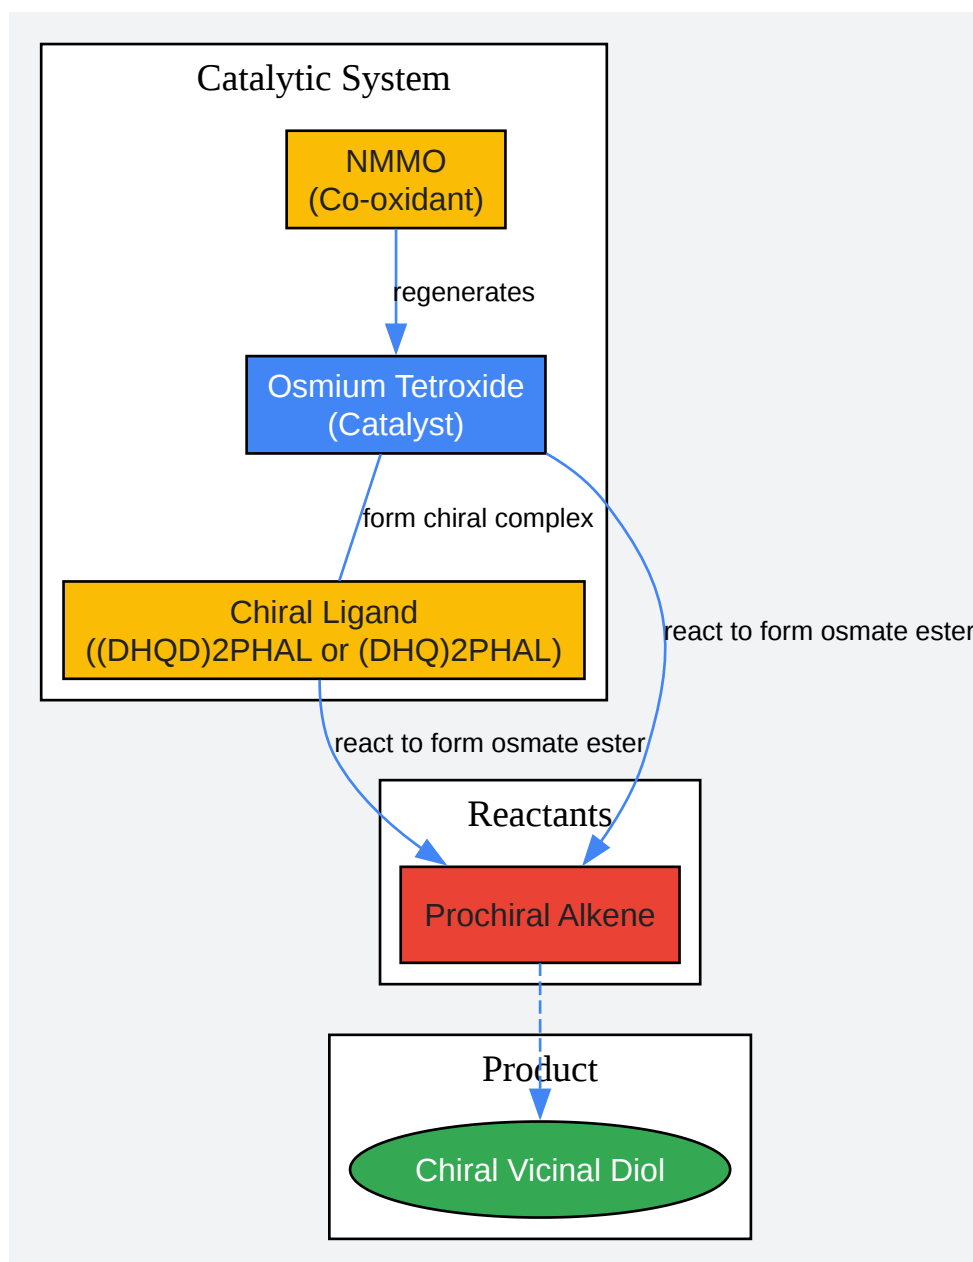 Catalytic System
NMMO
(Co-oxidant)
regenerates
Osmium Tetroxide
(Catalyst)
form chiral complex
Chiral Ligand
((DHQD)2PHAL or (DHQ)2PHAL)
react to form osmate ester
react to form osmate ester
Reactants
Prochiral Alkene
Product
Chiral Vicinal Diol